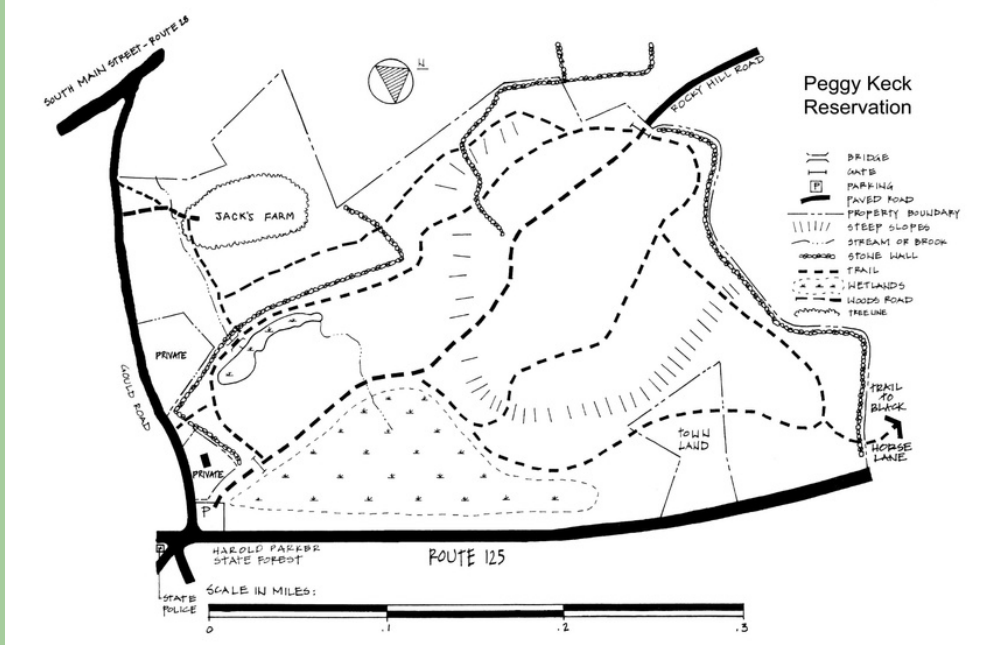 SOUTH MAIN STREET - ROUTE 28
N
ROCKY HILL ROAD
Peggy Keck
Reservation
BRIDGE
GATE
P PARKING
PAVED ROAD
PROPERTY BOUNDARY
STEEP SLOPES
STREAM OR BROOK
STONE WALL
TRAIL
WETLANDS
WOODS ROAD
TREELINE
JACK'S FARM
PRIVATE
GOULD ROAD
PRIVATE
P
TOWN
LAND
TRAIL
TO
BLACK
HORSE
LANE
HAROLD PARKER
STATE FOREST
ROUTE 125
P
STATE
POLICE
SCALE IN MILES:
0 .1 .2 .3